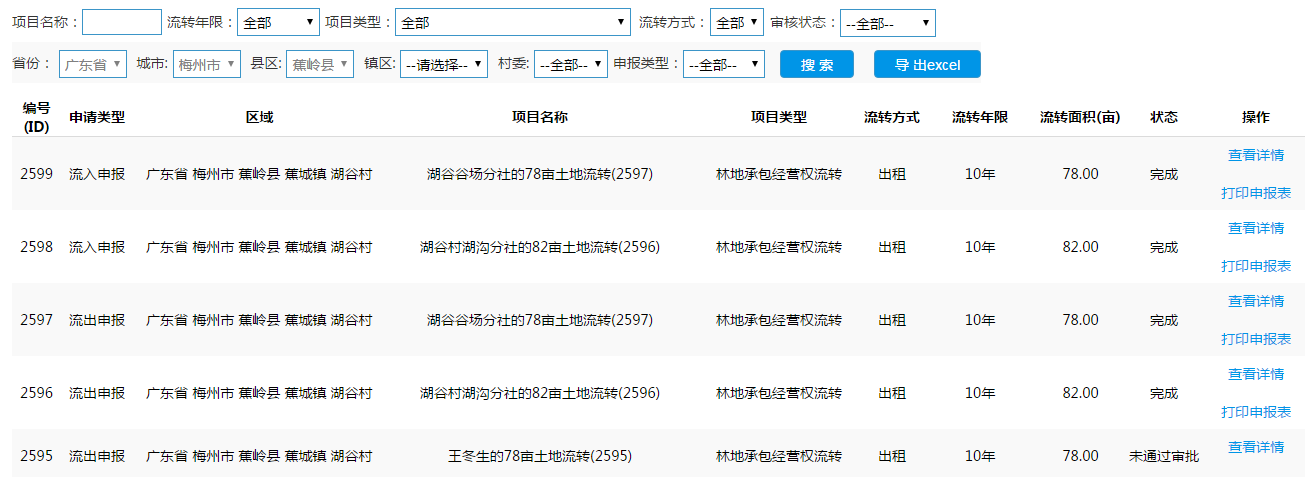 项目名称： 流转年限： 全部 项目类型： 全部 流转方式： 全部 审核状态： --全部--
省份： 广东省 城市: 梅州市 县区: 蕉岭县 镇区: --请选择-- 村委: --全部-- 申报类型： --全部-- 搜 索 导 出excel
编号(ID) 申请类型 区域 项目名称 项目类型 流转方式 流转年限 流转面积(亩) 状态 操作
2599 流入申报 广东省 梅州市 蕉岭县 蕉城镇 湖谷村 湖谷谷场分社的78亩土地流转(2597) 林地承包经营权流转 出租 10年 78.00 完成 查看详情
打印申报表
2598 流入申报 广东省 梅州市 蕉岭县 蕉城镇 湖谷村 湖谷村湖沟分社的82亩土地流转(2596) 林地承包经营权流转 出租 10年 82.00 完成 查看详情
打印申报表
2597 流出申报 广东省 梅州市 蕉岭县 蕉城镇 湖谷村 湖谷谷场分社的78亩土地流转(2597) 林地承包经营权流转 出租 10年 78.00 完成 查看详情
打印申报表
2596 流出申报 广东省 梅州市 蕉岭县 蕉城镇 湖谷村 湖谷村湖沟分社的82亩土地流转(2596) 林地承包经营权流转 出租 10年 82.00 完成 查看详情
打印申报表
2595 流出申报 广东省 梅州市 蕉岭县 蕉城镇 湖谷村 王冬生的78亩土地流转(2595) 林地承包经营权流转 出租 10年 78.00 未通过审批 查看详情